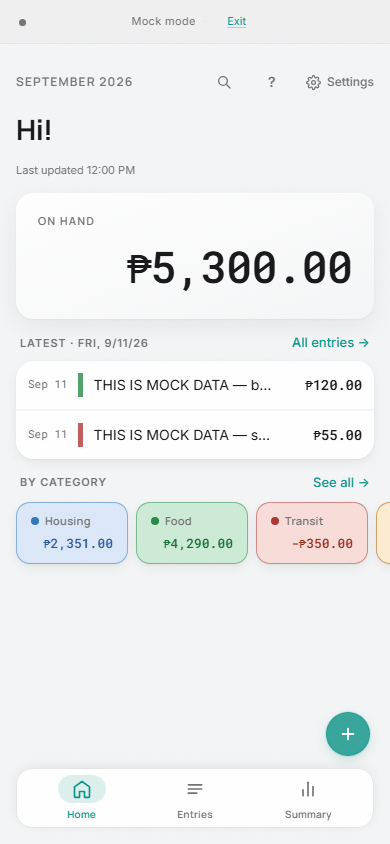 Mock mode Exit
SEPTEMBER 2026 ? Settings
Hi!
Last updated 12:00 PM
ON HAND
₱5,300.00
LATEST · FRI, 9/11/26 All entries →
Sep 11 THIS IS MOCK DATA — b... ₱120.00
Sep 11 THIS IS MOCK DATA — s... ₱55.00
BY CATEGORY See all →
Housing Food Transit
₱2,351.00 ₱4,290.00 -₱350.00
+
Home Entries Summary